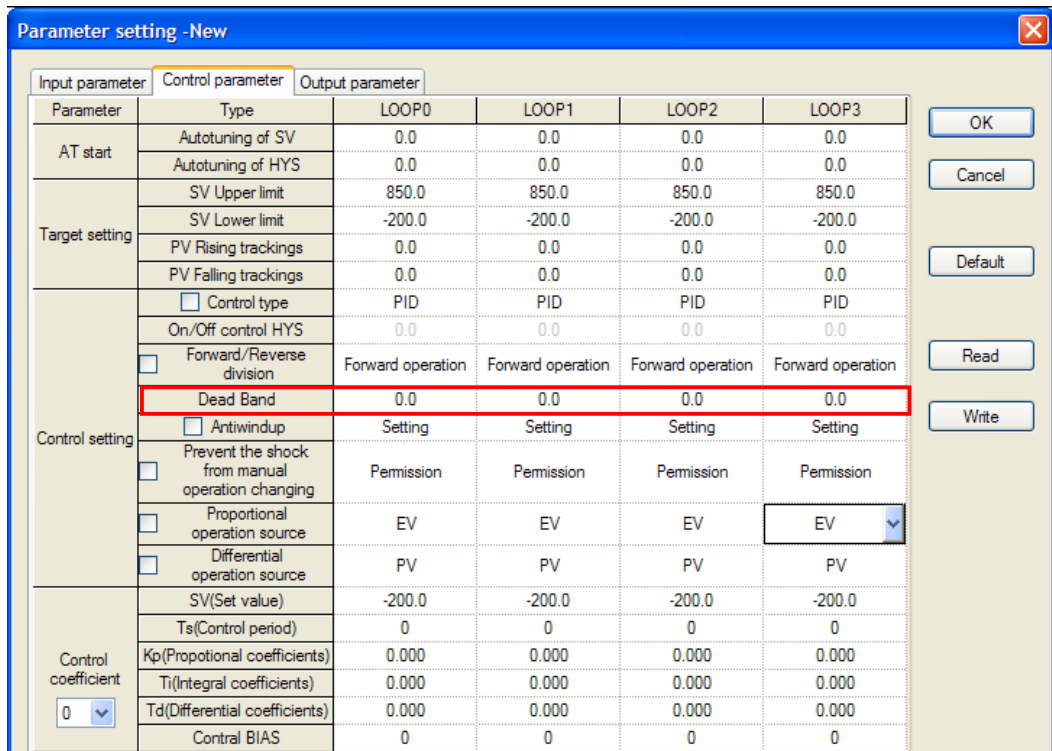 Parameter setting -New
Input parameter Control parameter Output parameter
Parameter Type LOOP0 LOOP1 LOOP2 LOOP3
AT start
Autotuning of SV 0.0 0.0 0.0 0.0
Autotuning of HYS 0.0 0.0 0.0 0.0
Target setting
SV Upper limit 850.0 850.0 850.0 850.0
SV Lower limit -200.0 -200.0 -200.0 -200.0
PV Rising trackings 0.0 0.0 0.0 0.0
PV Falling trackings 0.0 0.0 0.0 0.0
Control setting
Control type PID PID PID PID
On/Off control HYS 0.0 0.0 0.0 0.0
Forward/Reverse
division Forward operation Forward operation Forward operation Forward operation
Dead Band 0.0 0.0 0.0 0.0
Antiwindup Setting Setting Setting Setting
Prevent the shock
from manual Permission Permission Permission Permission
operation changing
Proportional
operation source EV EV EV EV
Differential
operation source PV PV PV PV
Control
coefficient
0
SV(Set value) -200.0 -200.0 -200.0 -200.0
Ts(Control period) 0 0 0 0
Kp(Propotional coefficients) 0.000 0.000 0.000 0.000
Ti(Integral coefficients) 0.000 0.000 0.000 0.000
Td(Differential coefficients) 0.000 0.000 0.000 0.000
Contral BIAS 0 0 0 0
OK
Cancel
Default
Read
Write